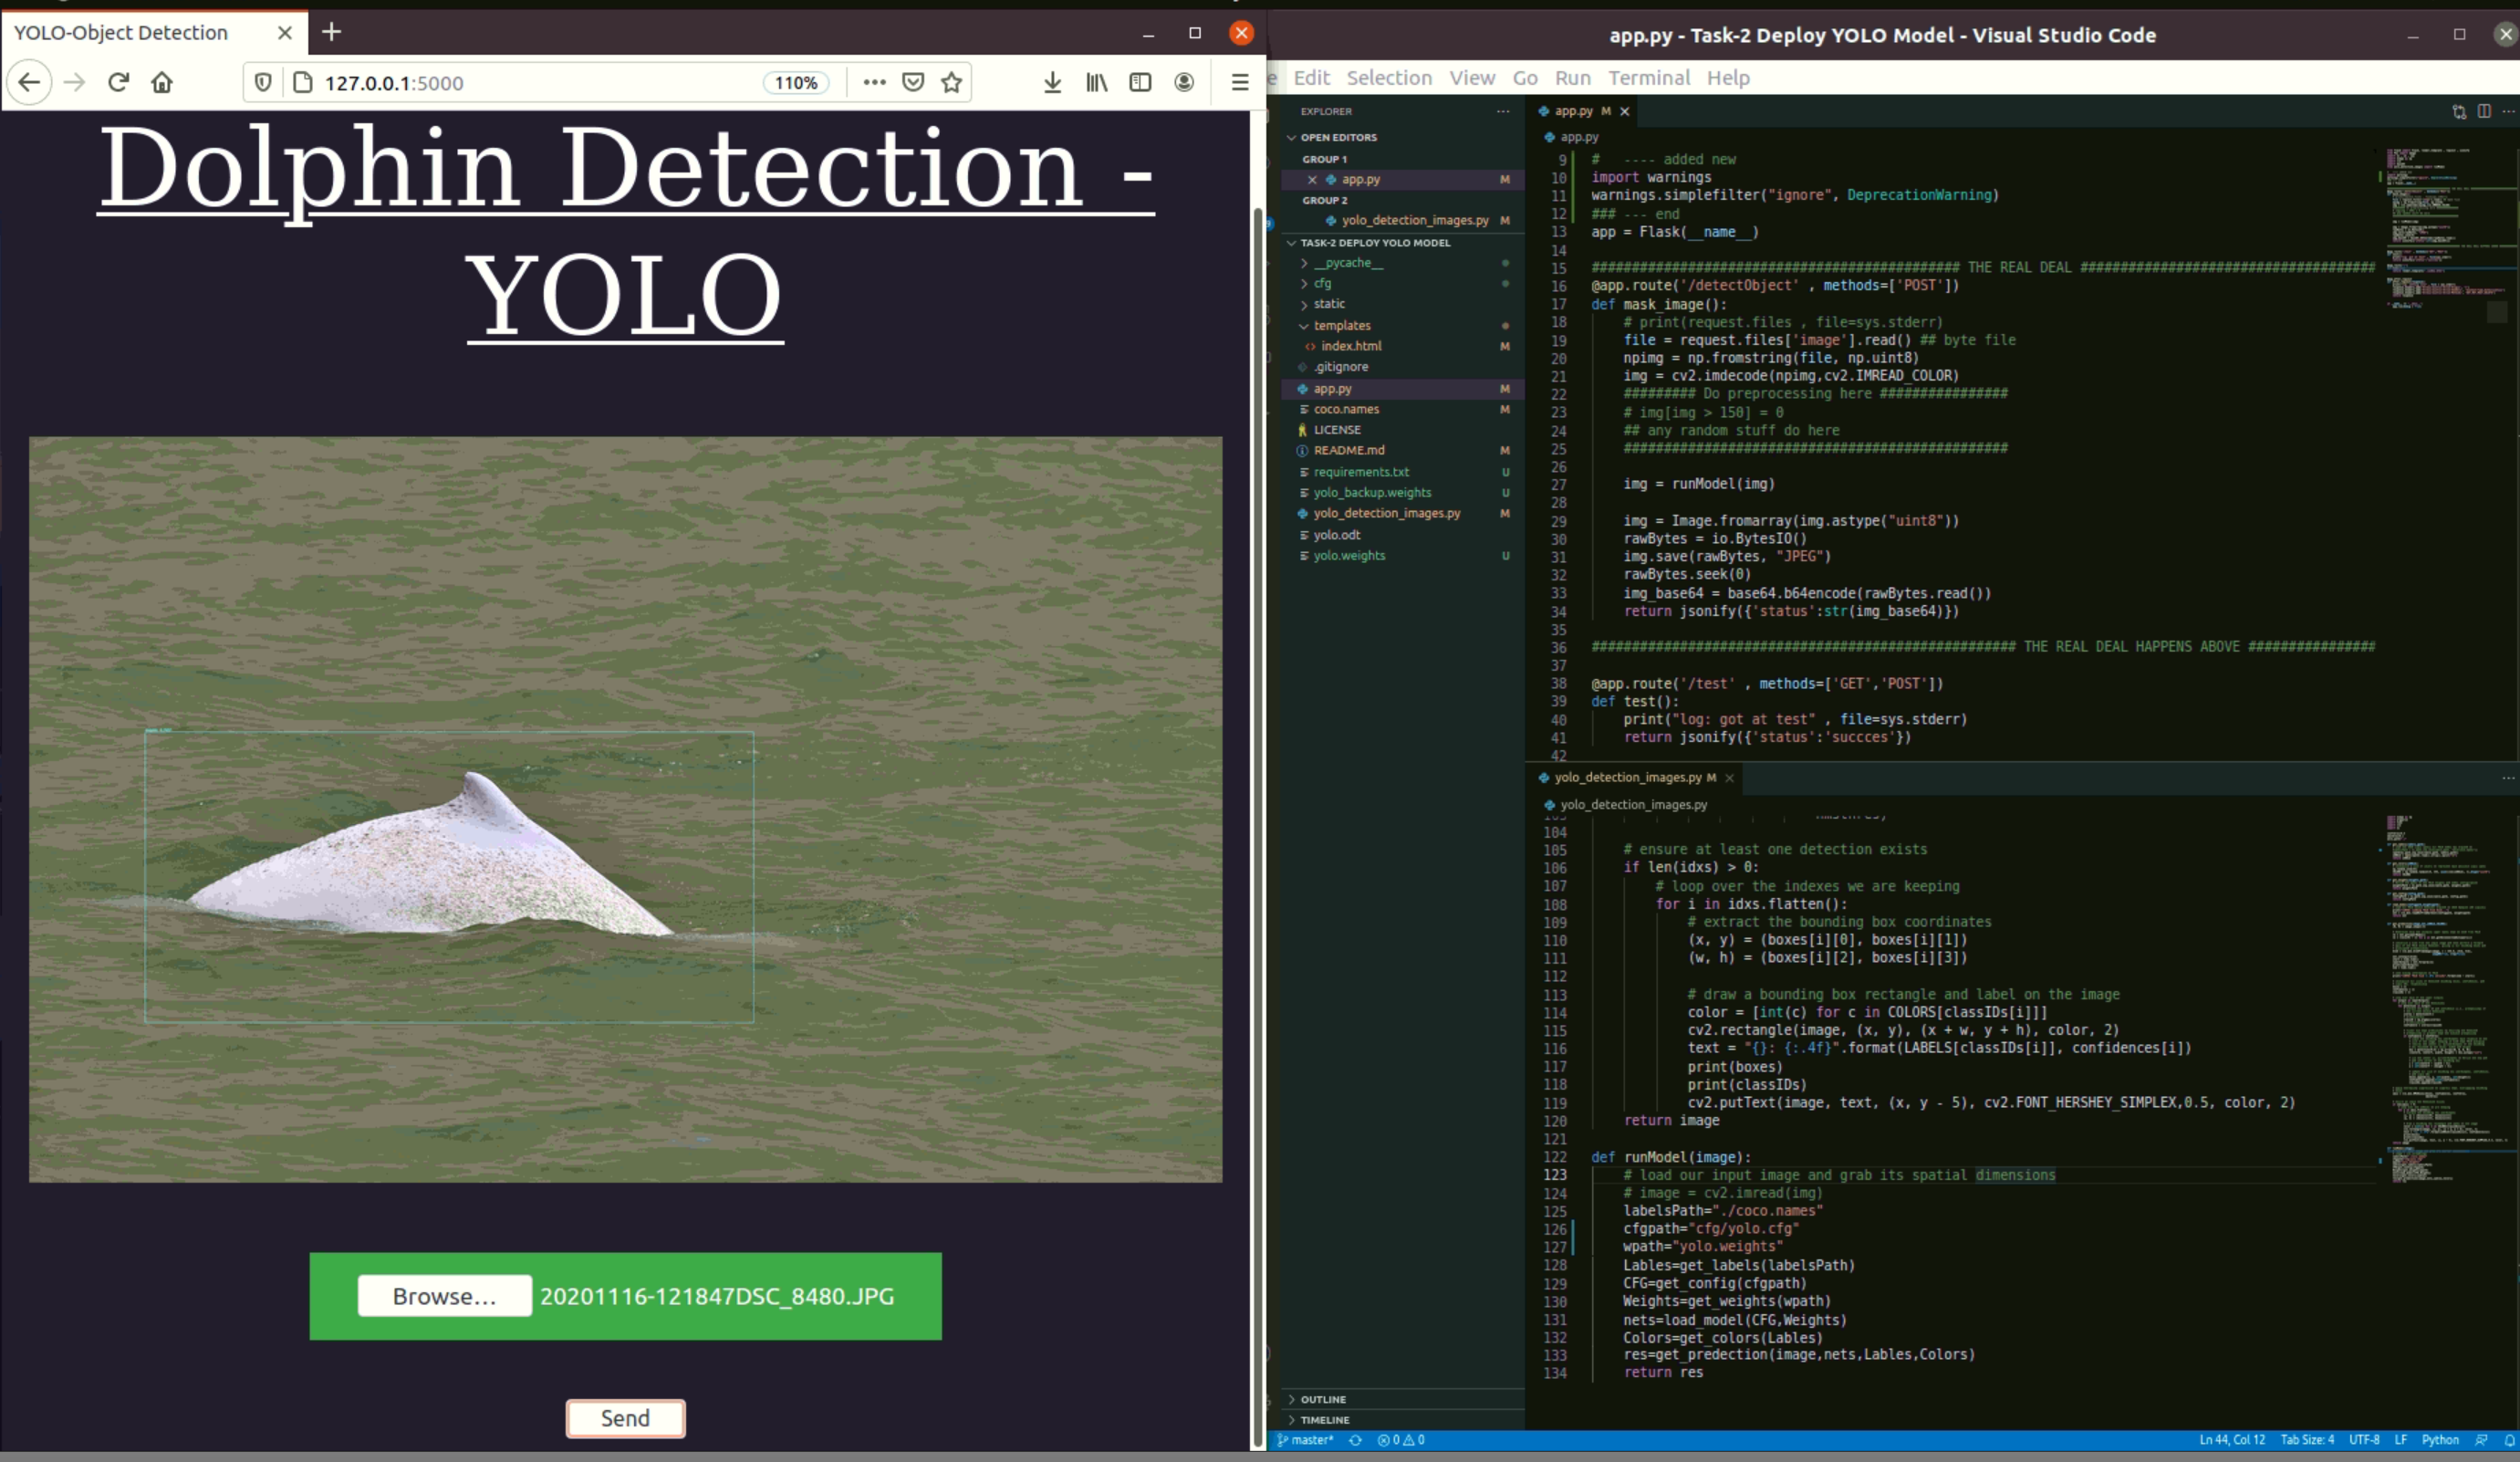 YOLO-Object Detection
127.0.0.1:5000
110%
Dolphin Detection -
YOLO
Browse...
20201116-121847DSC_8480.JPG
Send
app.py - Task-2 Deploy YOLO Model - Visual Studio Code
Edit Selection View Go Run Terminal Help
EXPLORER
OPEN EDITORS
GROUP 1
app.py M
GROUP 2
yolo_detection_images.py M
TASK-2 DEPLOY YOLO MODEL
__pycache__
cfg
static
templates
index.html M
.gitignore
app.py M
coco.names M
LICENSE
README.md M
requirements.txt U
yolo_backup.weights U
yolo_detection_images.py M
yolo.odt
yolo.weights U
OUTLINE
TIMELINE
app.py M
app.py
9 # ---- added new
10 import warnings
11 warnings.simplefilter("ignore", DeprecationWarning)
12 ### --- end
13 app = Flask(__name__)
14
15 ############################################## THE REAL DEAL #####################################
16 @app.route('/detectObject' , methods=['POST'])
17 def mask_image():
18 # print(request.files , file=sys.stderr)
19 file = request.files['image'].read() ## byte file
20 npimg = np.fromstring(file, np.uint8)
21 img = cv2.imdecode(npimg,cv2.IMREAD_COLOR)
22 ######### Do preprocessing here ################
23 # img[img > 150] = 0
24 ## any random stuff do here
25 ################################################
26
27 img = runModel(img)
28
29 img = Image.fromarray(img.astype("uint8"))
30 rawBytes = io.BytesIO()
31 img.save(rawBytes, "JPEG")
32 rawBytes.seek(0)
33 img_base64 = base64.b64encode(rawBytes.read())
34 return jsonify({'status':str(img_base64)})
35
36 ##################################################### THE REAL DEAL HAPPENS ABOVE ################
37
38 @app.route('/test' , methods=['GET','POST'])
39 def test():
40 print("log: got at test" , file=sys.stderr)
41 return jsonify({'status':'succces'})
42
yolo_detection_images.py M
yolo_detection_images.py
104
105 # ensure at least one detection exists
106 if len(idxs) > 0:
107 # loop over the indexes we are keeping
108 for i in idxs.flatten():
109 # extract the bounding box coordinates
110 (x, y) = (boxes[i][0], boxes[i][1])
111 (w, h) = (boxes[i][2], boxes[i][3])
112
113 # draw a bounding box rectangle and label on the image
114 color = [int(c) for c in COLORS[classIDs[i]]]
115 cv2.rectangle(image, (x, y), (x + w, y + h), color, 2)
116 text = "{}: {:.4f}".format(LABELS[classIDs[i]], confidences[i])
117 print(boxes)
118 print(classIDs)
119 cv2.putText(image, text, (x, y - 5), cv2.FONT_HERSHEY_SIMPLEX,0.5, color, 2)
120 return image
121
122 def runModel(image):
123 # load our input image and grab its spatial dimensions
124 # image = cv2.imread(img)
125 labelsPath="./coco.names"
126 cfgpath="cfg/yolo.cfg"
127 wpath="yolo.weights"
128 Lables=get_labels(labelsPath)
129 CFG=get_config(cfgpath)
130 Weights=get_weights(wpath)
131 nets=load_model(CFG,Weights)
132 Colors=get_colors(Lables)
133 res=get_predection(image,nets,Lables,Colors)
134 return res
master* 0 0
Ln 44, Col 12 Tab Size: 4 UTF-8 LF Python